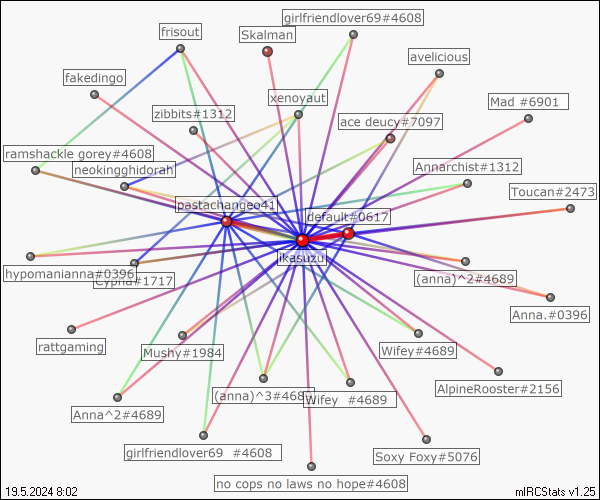 girlfriendlover69#4608
frisout
Skalman
avelicious
fakedingo
xenoyaut
Mad #6901
zibbits#1312
ace deucy#7097
ramshackle gorey#4608
neokingghidorah
Annarchist#1312
Toucan#2473
pastachangeo41
default#0617
ikasuzu
hypomanianna#0396
Cypha#1717
(anna)^2#4689
Anna.#0396
rattgaming
Mushy#1984
Wifey#4689
AlpineRooster#2156
Anna^2#4689
(anna)^3#468
Wifey #4689
girlfriendlover69 #4608
Soxy Foxy#5076
no cops no laws no hope#4608
19.5.2024 8:02
mIRCStats v1.25